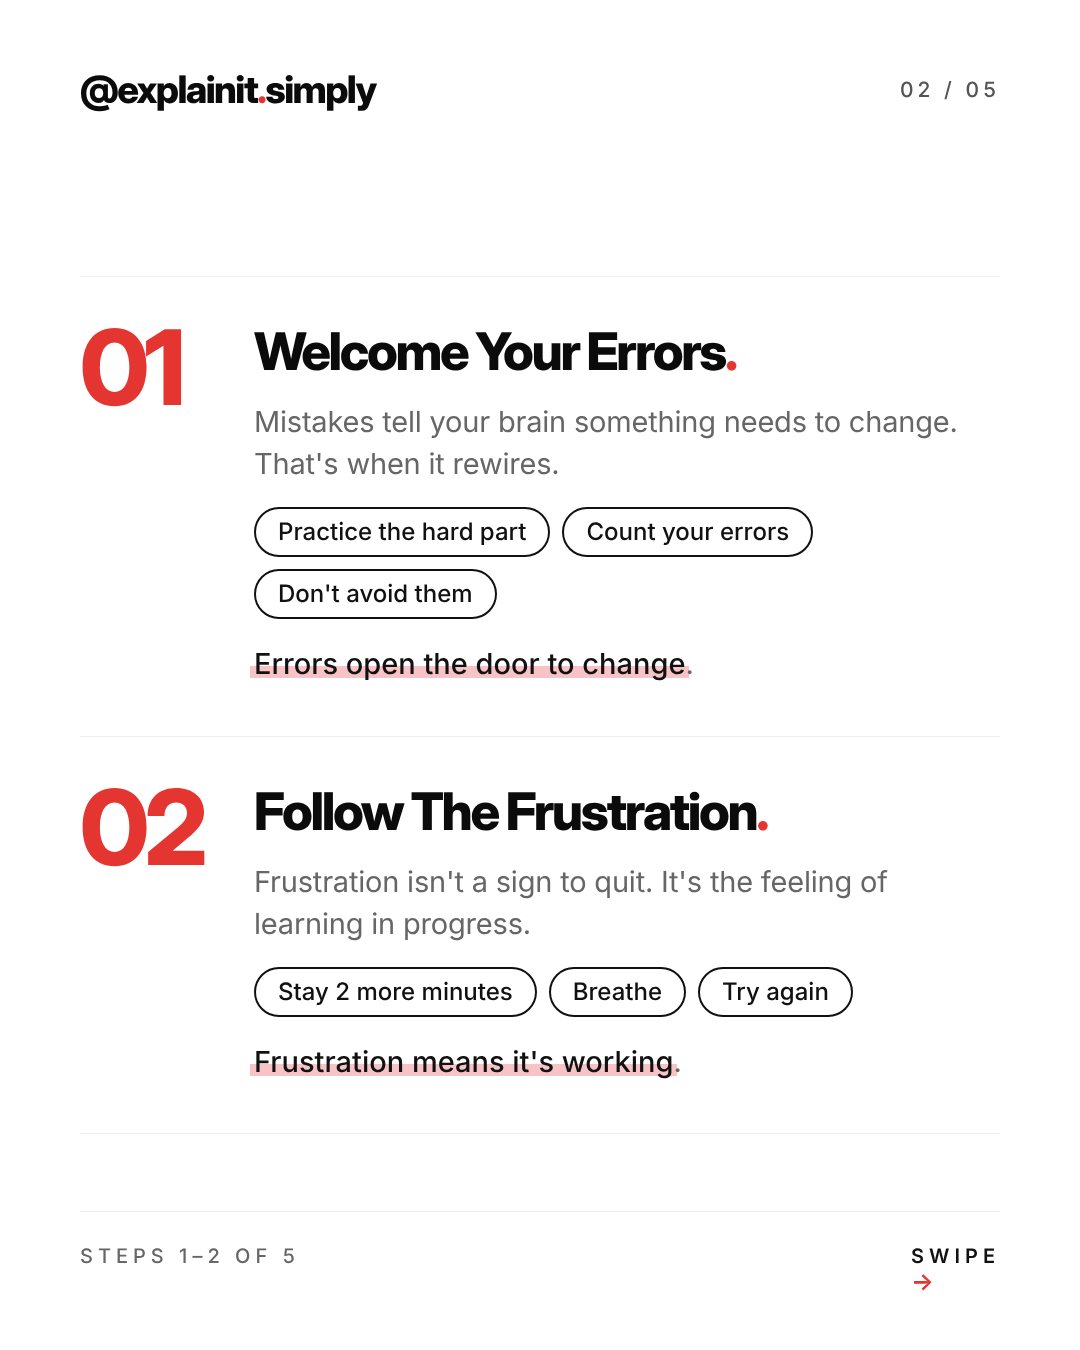 @explainit.simply
02 / 05
01
Welcome Your Errors.
Mistakes tell your brain something needs to change.
That's when it rewires.
Practice the hard part
Count your errors
Don't avoid them
Errors open the door to change.
02
Follow The Frustration.
Frustration isn't a sign to quit. It's the feeling of
learning in progress.
Stay 2 more minutes
Breathe
Try again
Frustration means it's working.
STEPS 1–2 OF 5
SWIPE
→